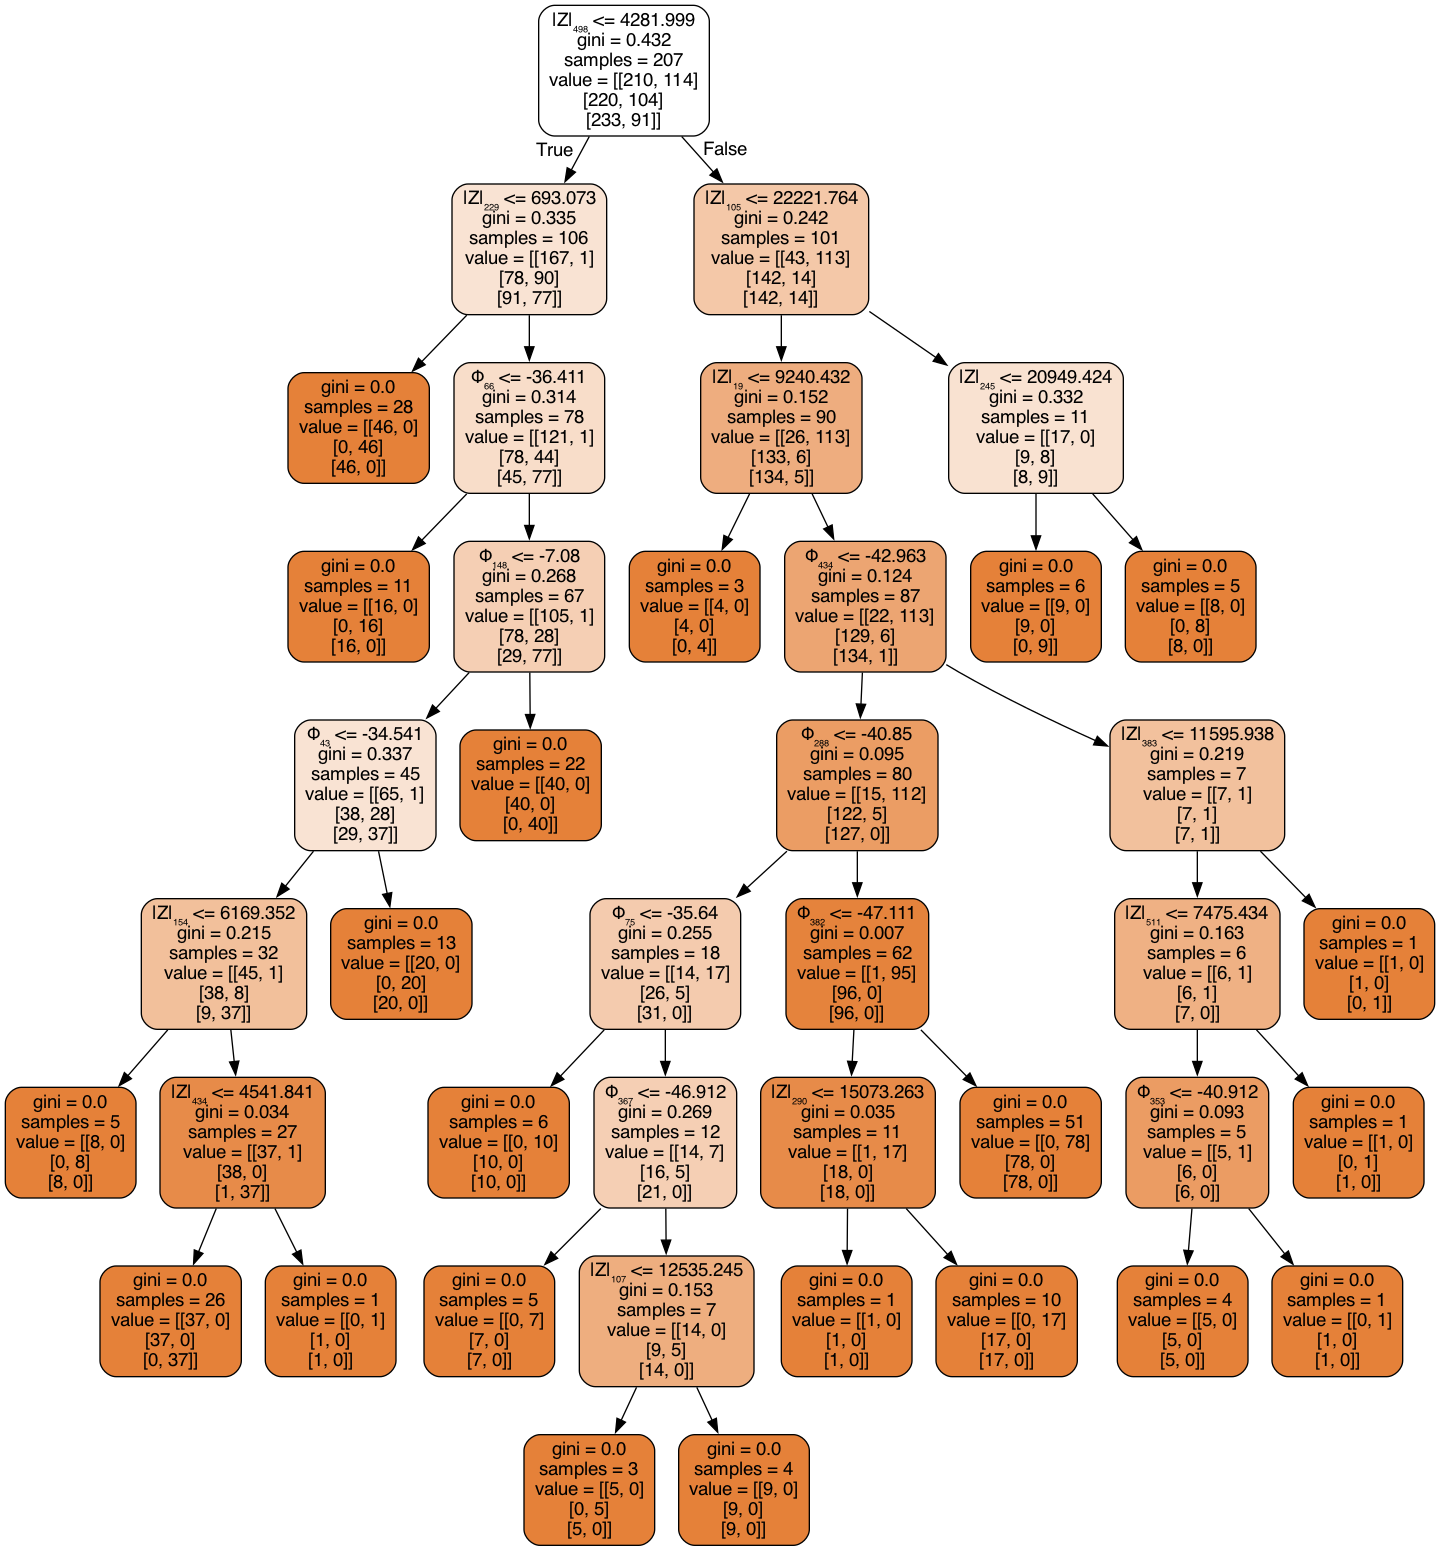 |Z|₄₉₈ <= 4281.999
gini = 0.432
samples = 207
value = [[210, 114]
[220, 104]
[233, 91]]
True
False
|Z|₂₂₉ <= 693.073
gini = 0.335
samples = 106
value = [[167, 1]
[78, 90]
[91, 77]]
|Z|₁₀₅ <= 22221.764
gini = 0.242
samples = 101
value = [[43, 113]
[142, 14]
[142, 14]]
gini = 0.0
samples = 28
value = [[46, 0]
[0, 46]
[46, 0]]
Φ₆₆ <= -36.411
gini = 0.314
samples = 78
value = [[121, 1]
[78, 44]
[45, 77]]
|Z|₁₉ <= 9240.432
gini = 0.152
samples = 90
value = [[26, 113]
[133, 6]
[134, 5]]
|Z|₂₄₅ <= 20949.424
gini = 0.332
samples = 11
value = [[17, 0]
[9, 8]
[8, 9]]
gini = 0.0
samples = 11
value = [[16, 0]
[0, 16]
[16, 0]]
Φ₁₄₈ <= -7.08
gini = 0.268
samples = 67
value = [[105, 1]
[78, 28]
[29, 77]]
gini = 0.0
samples = 3
value = [[4, 0]
[4, 0]
[0, 4]]
Φ₄₃₄ <= -42.963
gini = 0.124
samples = 87
value = [[22, 113]
[129, 6]
[134, 1]]
gini = 0.0
samples = 6
value = [[9, 0]
[9, 0]
[0, 9]]
gini = 0.0
samples = 5
value = [[8, 0]
[0, 8]
[8, 0]]
Φ₄₃ <= -34.541
gini = 0.337
samples = 45
value = [[65, 1]
[38, 28]
[29, 37]]
gini = 0.0
samples = 22
value = [[40, 0]
[40, 0]
[0, 40]]
Φ₂₈₈ <= -40.85
gini = 0.095
samples = 80
value = [[15, 112]
[122, 5]
[127, 0]]
|Z|₃₈₃ <= 11595.938
gini = 0.219
samples = 7
value = [[7, 1]
[7, 1]
[7, 1]]
|Z|₁₅₄ <= 6169.352
gini = 0.215
samples = 32
value = [[45, 1]
[38, 8]
[9, 37]]
gini = 0.0
samples = 13
value = [[20, 0]
[0, 20]
[20, 0]]
Φ₇₅ <= -35.64
gini = 0.255
samples = 18
value = [[14, 17]
[26, 5]
[31, 0]]
Φ₃₈₂ <= -47.111
gini = 0.007
samples = 62
value = [[1, 95]
[96, 0]
[96, 0]]
|Z|₅₁₁ <= 7475.434
gini = 0.163
samples = 6
value = [[6, 1]
[6, 1]
[7, 0]]
gini = 0.0
samples = 1
value = [[1, 0]
[1, 0]
[0, 1]]
gini = 0.0
samples = 5
value = [[8, 0]
[0, 8]
[8, 0]]
|Z|₄₃₄ <= 4541.841
gini = 0.034
samples = 27
value = [[37, 1]
[38, 0]
[1, 37]]
gini = 0.0
samples = 6
value = [[0, 10]
[10, 0]
[10, 0]]
Φ₃₆₇ <= -46.912
gini = 0.269
samples = 12
value = [[14, 7]
[16, 5]
[21, 0]]
|Z|₂₉₀ <= 15073.263
gini = 0.035
samples = 11
value = [[1, 17]
[18, 0]
[18, 0]]
gini = 0.0
samples = 51
value = [[0, 78]
[78, 0]
[78, 0]]
Φ₃₅₃ <= -40.912
gini = 0.093
samples = 5
value = [[5, 1]
[6, 0]
[6, 0]]
gini = 0.0
samples = 1
value = [[1, 0]
[0, 1]
[1, 0]]
gini = 0.0
samples = 26
value = [[37, 0]
[37, 0]
[0, 37]]
gini = 0.0
samples = 1
value = [[0, 1]
[1, 0]
[1, 0]]
gini = 0.0
samples = 5
value = [[0, 7]
[7, 0]
[7, 0]]
|Z|₁₀₇ <= 12535.245
gini = 0.153
samples = 7
value = [[14, 0]
[9, 5]
[14, 0]]
gini = 0.0
samples = 1
value = [[1, 0]
[1, 0]
[1, 0]]
gini = 0.0
samples = 10
value = [[0, 17]
[17, 0]
[17, 0]]
gini = 0.0
samples = 4
value = [[5, 0]
[5, 0]
[5, 0]]
gini = 0.0
samples = 1
value = [[0, 1]
[1, 0]
[1, 0]]
gini = 0.0
samples = 3
value = [[5, 0]
[0, 5]
[5, 0]]
gini = 0.0
samples = 4
value = [[9, 0]
[9, 0]
[9, 0]]